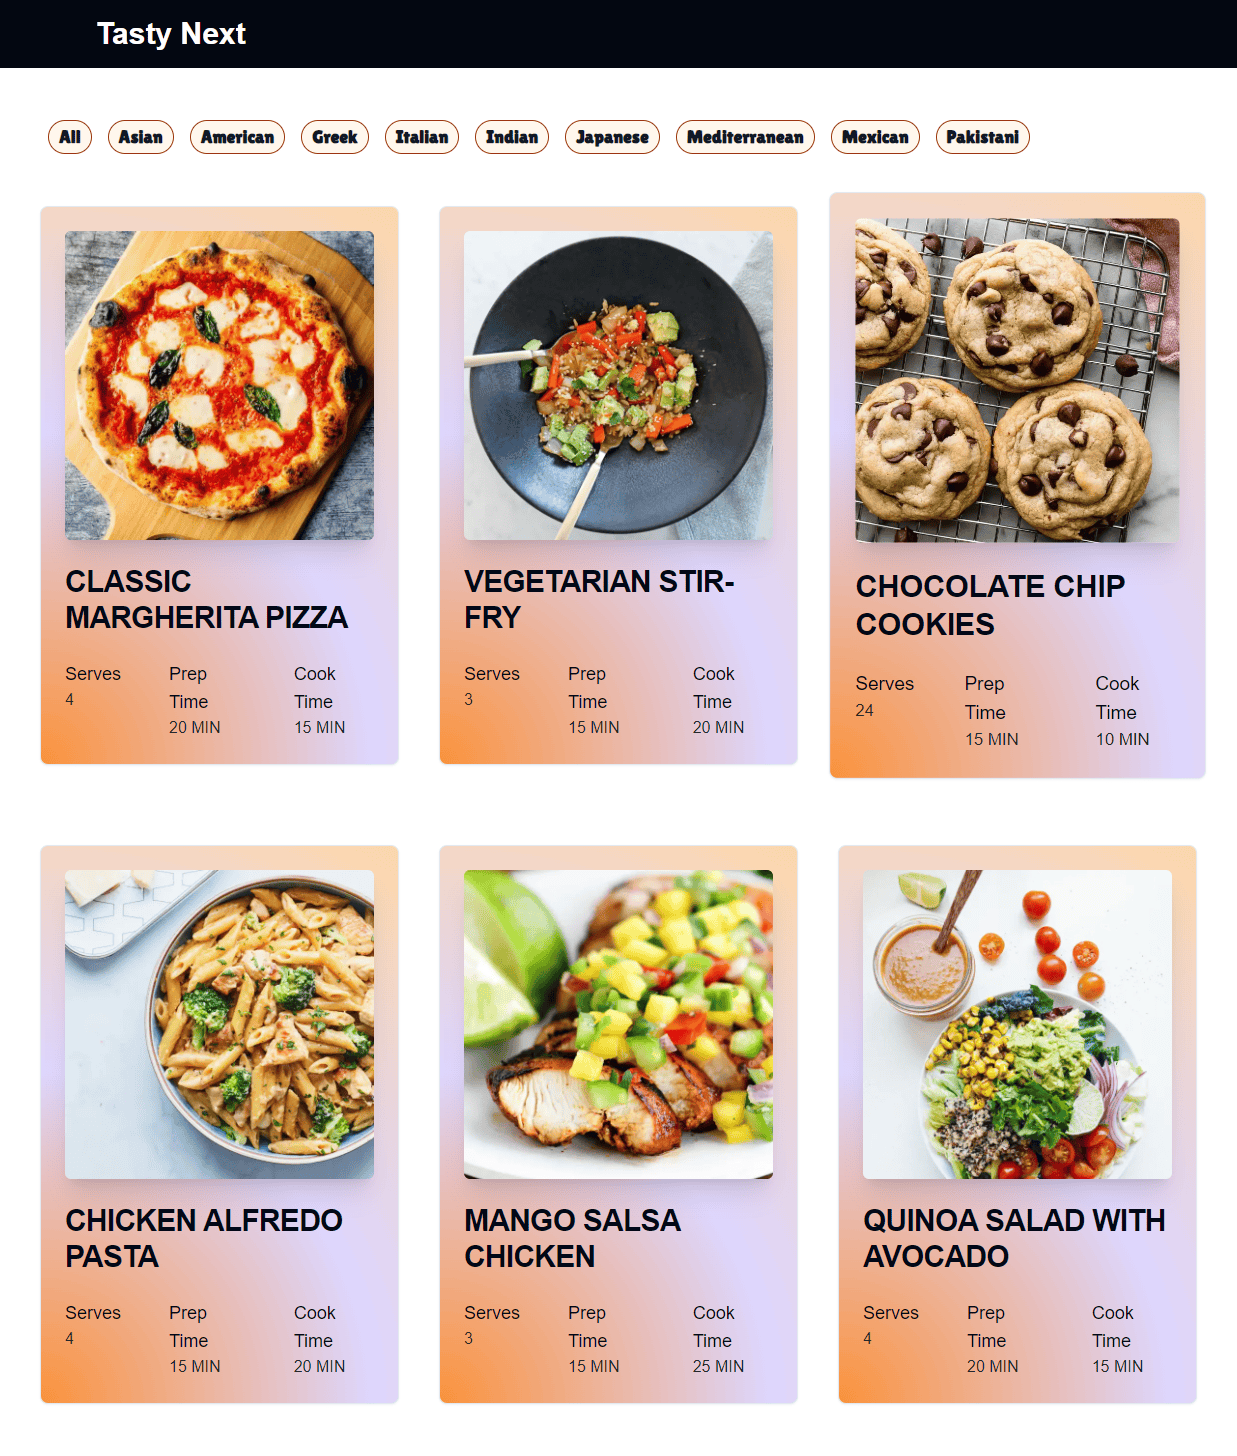 Tasty Next
All Asian American Greek Italian Indian Japanese Mediterranean Mexican Pakistani
CLASSIC
MARGHERITA PIZZA
Serves Prep Cook
4 Time Time
20 MIN 15 MIN
VEGETARIAN STIR-
FRY
Serves Prep Cook
3 Time Time
15 MIN 20 MIN
CHOCOLATE CHIP
COOKIES
Serves Prep Cook
24 Time Time
15 MIN 10 MIN
CHICKEN ALFREDO
PASTA
Serves Prep Cook
4 Time Time
15 MIN 20 MIN
MANGO SALSA
CHICKEN
Serves Prep Cook
3 Time Time
15 MIN 25 MIN
QUINOA SALAD WITH
AVOCADO
Serves Prep Cook
4 Time Time
20 MIN 15 MIN